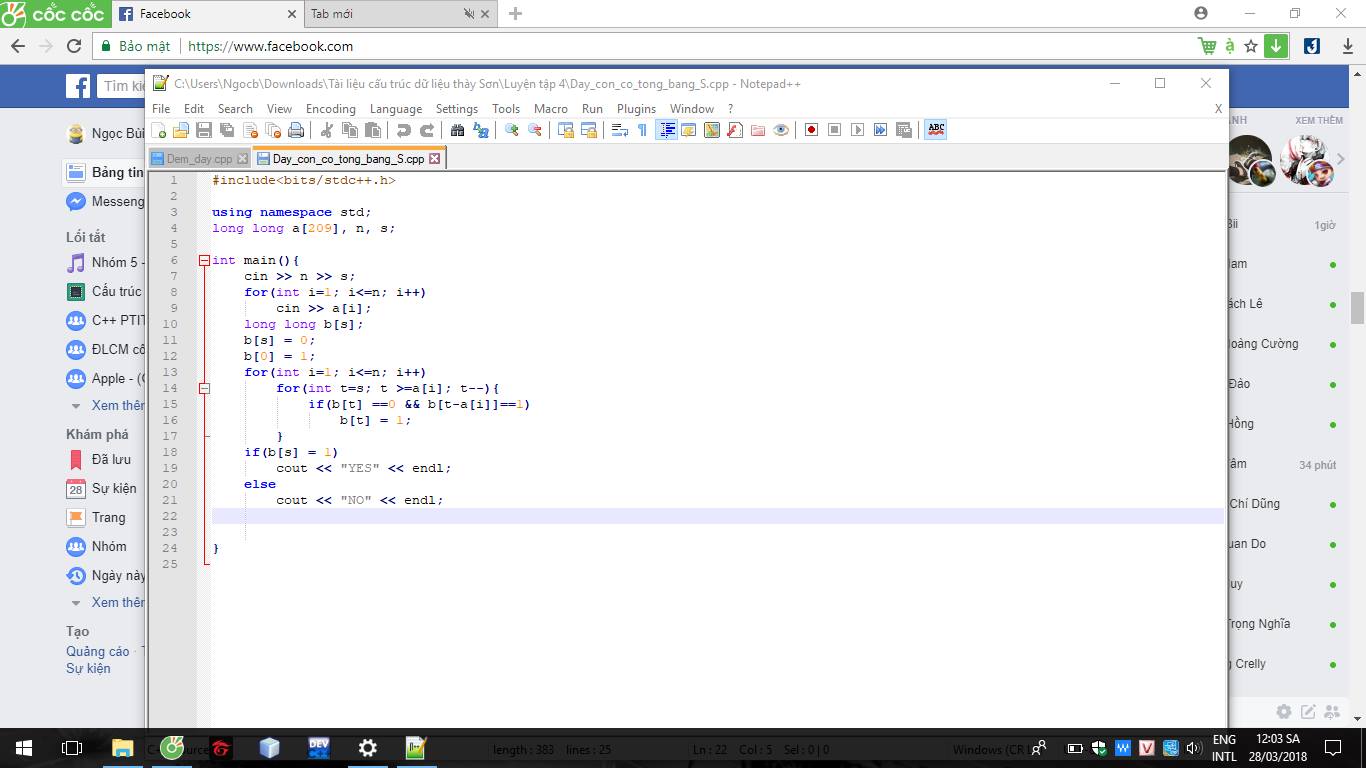 cốc cốc
Facebook
Tab mới
Bảo mật
https://www.facebook.com
Tìm ki
C:\Users\Ngocb\Downloads\Tài liệu cấu trúc dữ liệu thày Sơn\Luyện tập 4\Day_con_co_tong_bang_S.cpp - Notepad++
File Edit Search View Encoding Language Settings Tools Macro Run Plugins Window ? X
Dem_day.cpp
Day_con_co_tong_bang_S.cpp
1 #include<bits/stdc++.h>
2
3 using namespace std;
4 long long a[209], n, s;
5
6 int main(){
7 cin >> n >> s;
8 for(int i=1; i<=n; i++)
9 cin >> a[i];
10 long long b[s];
11 b[s] = 0;
12 b[0] = 1;
13 for(int i=1; i<=n; i++)
14 for(int t=s; t >=a[i]; t--){
15 if(b[t] ==0 && b[t-a[i]]==1)
16 b[t] = 1;
17 }
18 if(b[s] = 1)
19 cout << "YES" << endl;
20 else
21 cout << "NO" << endl;
22
23
24 }
25
Ngọc Bùi
Bảng tin
Messeng
Lối tắt
Nhóm 5 -
Cấu trúc
C++ PTIT
ĐLCM cô
Apple - (
Xem thêm
Khám phá
Đã lưu
28 Sự kiện
Trang
Nhóm
Ngày này
Xem thêm
Tạo
Quảng cáo ·
Sự kiện
ANH
XEM THÊM
Bii 1giờ
lam
ách Lê
oàng Cường
Đào
Hồng
âm 34 phút
Chí Dũng
uan Do
uy
Trọng Nghĩa
g Crelly
length : 383 lines : 25
Ln : 22 Col : 5 Sel : 0 | 0
Windows (CR
ENG
INTL
12:03 SA
28/03/2018